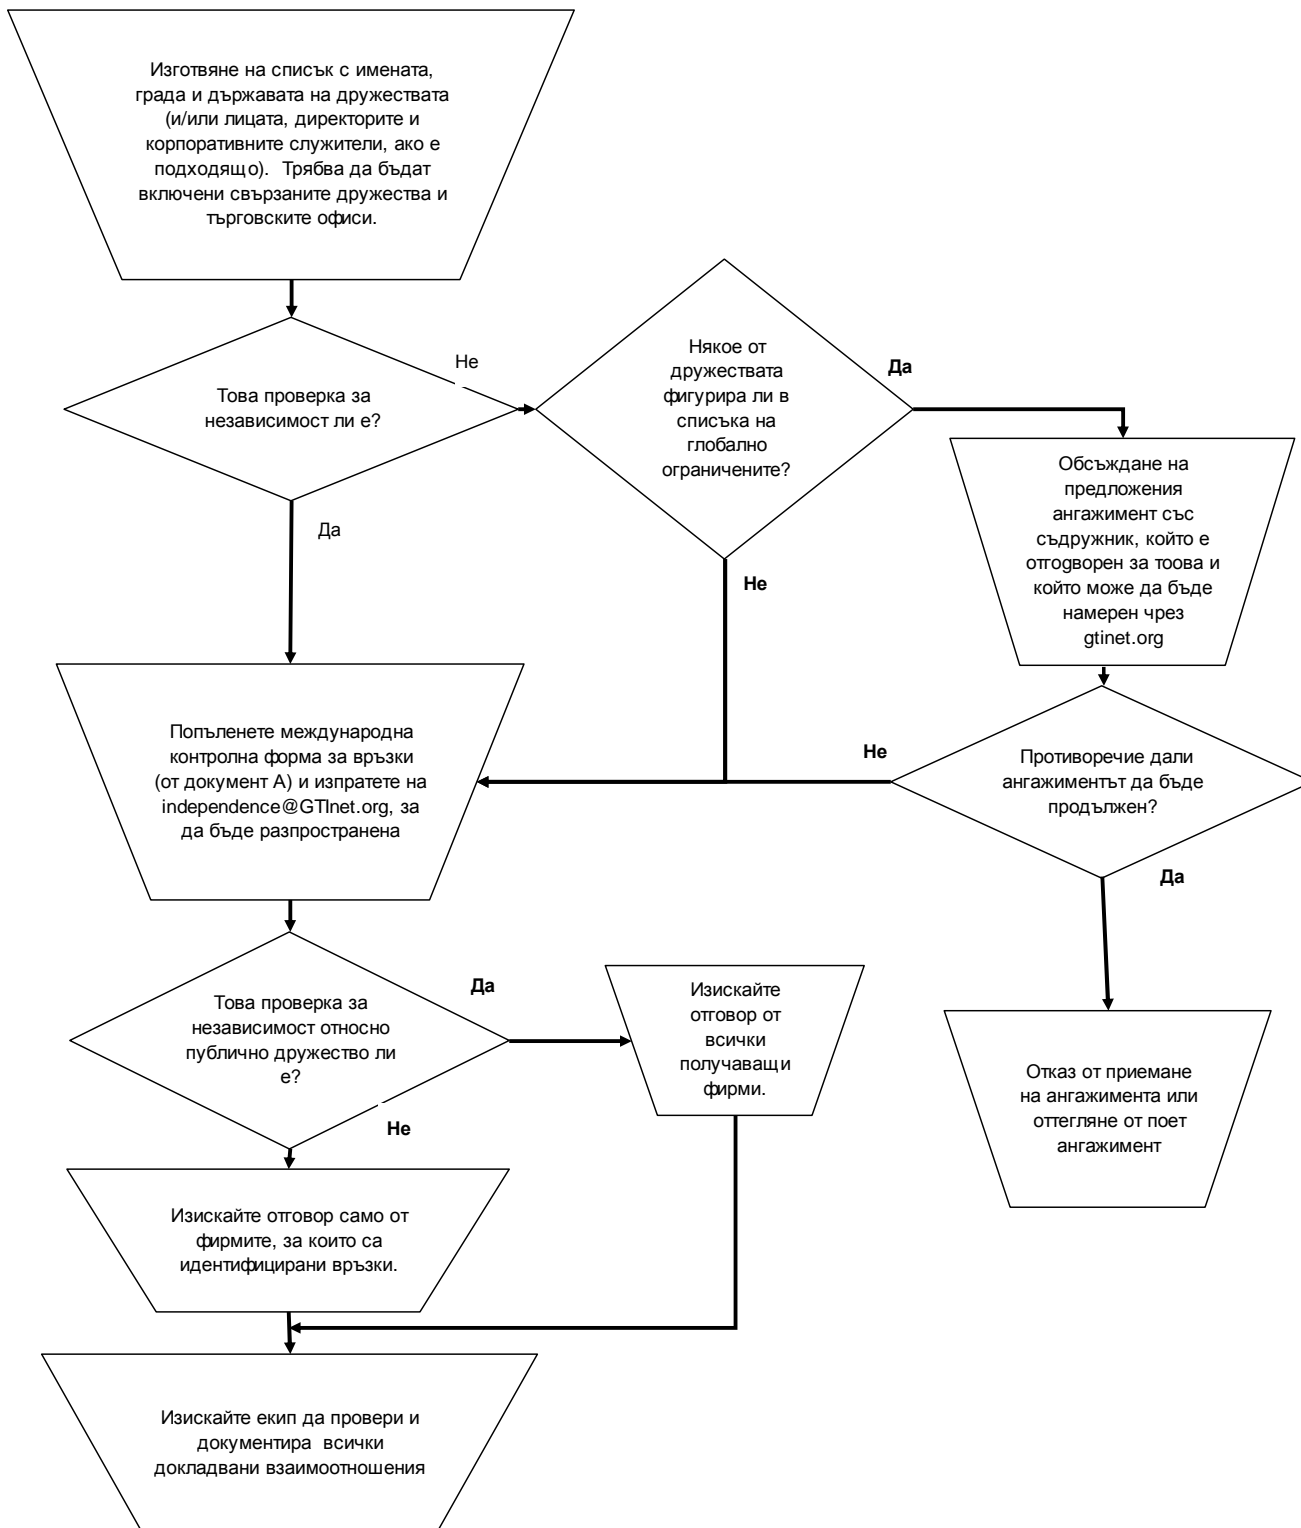 Изготвяне на списък с имената,
града и държавата на дружествата
(и/или лицата, директорите и
корпоративните служители, ако е
подходящо). Трябва да бъдат
включени свързаните дружества и
търговските офиси.
Това проверка за
независимост ли е?
Не
Да
Някое от
дружествата
фигурира ли в
списъка на
глобално
ограничените?
Да
Не
Обсъждане на
предложения
ангажимент със
съдружник, който е
отгодворен за тоова и
който може да бъде
намерен чрез
gtinet.org
Противоречие дали
ангажиментът да бъде
продължен?
Не
Да
Отказ от приемане
на ангажимента или
оттегляне от поет
ангажимент
Попъленете международна
контролна форма за връзки
(от документ А) и изпратете на
independence@GTInet.org, за
да бъде разпространена
Това проверка за
независимост относно
публично дружество ли
е?
Да
Не
Изискайте
отговор от
всички
получаващи
фирми.
Изискайте отговор само от
фирмите, за които са
идентифицирани връзки.
Изискайте екип да провери и
документира всички
докладвани взаимоотношения